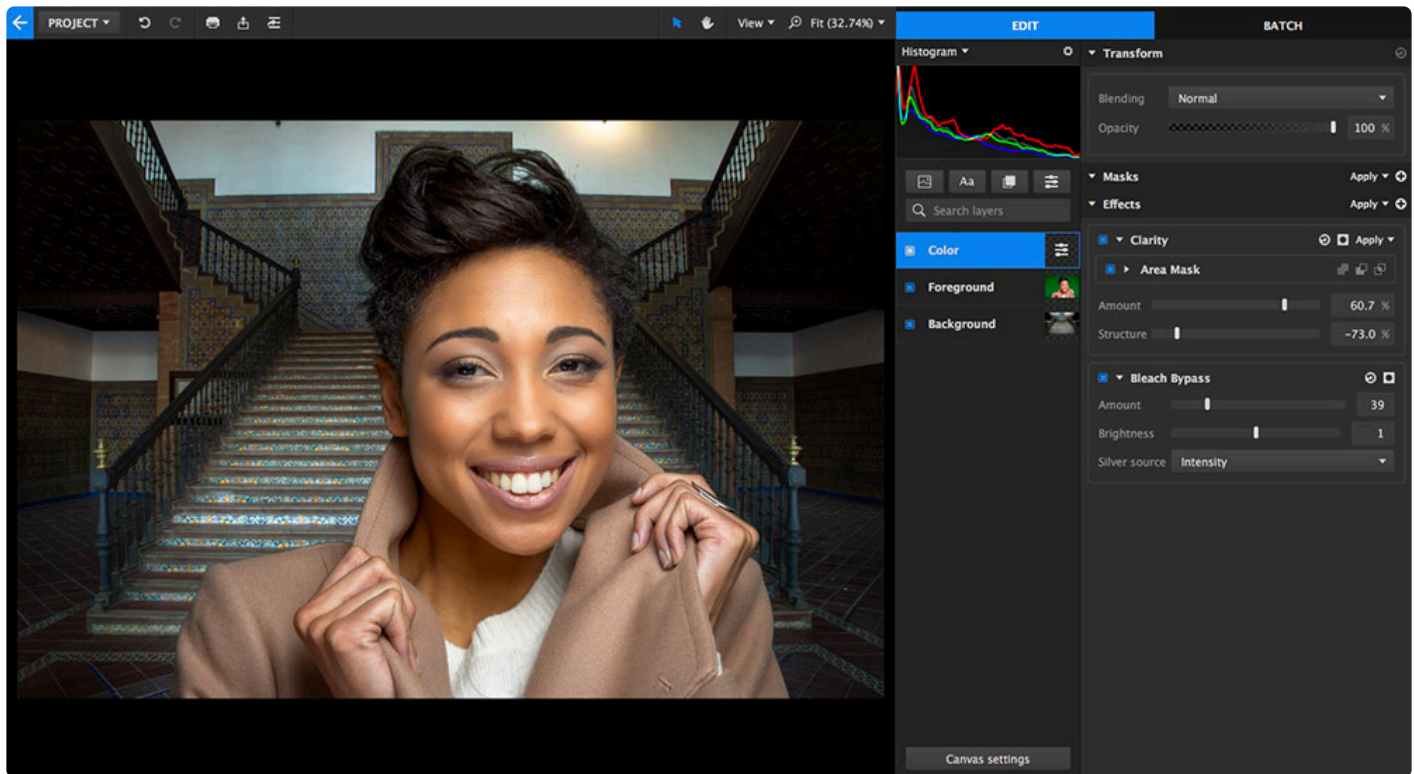 PROJECT
View
Fit (32.74%)
EDIT
BATCH
Histogram
Aa
Search layers
Color
Foreground
Background
Canvas settings
Transform
Blending
Normal
Opacity
100 %
Masks
Apply
Effects
Apply
Clarity
Apply
Area Mask
Amount
60.7 %
Structure
-73.0 %
Bleach Bypass
Amount
39
Brightness
1
Silver source
Intensity